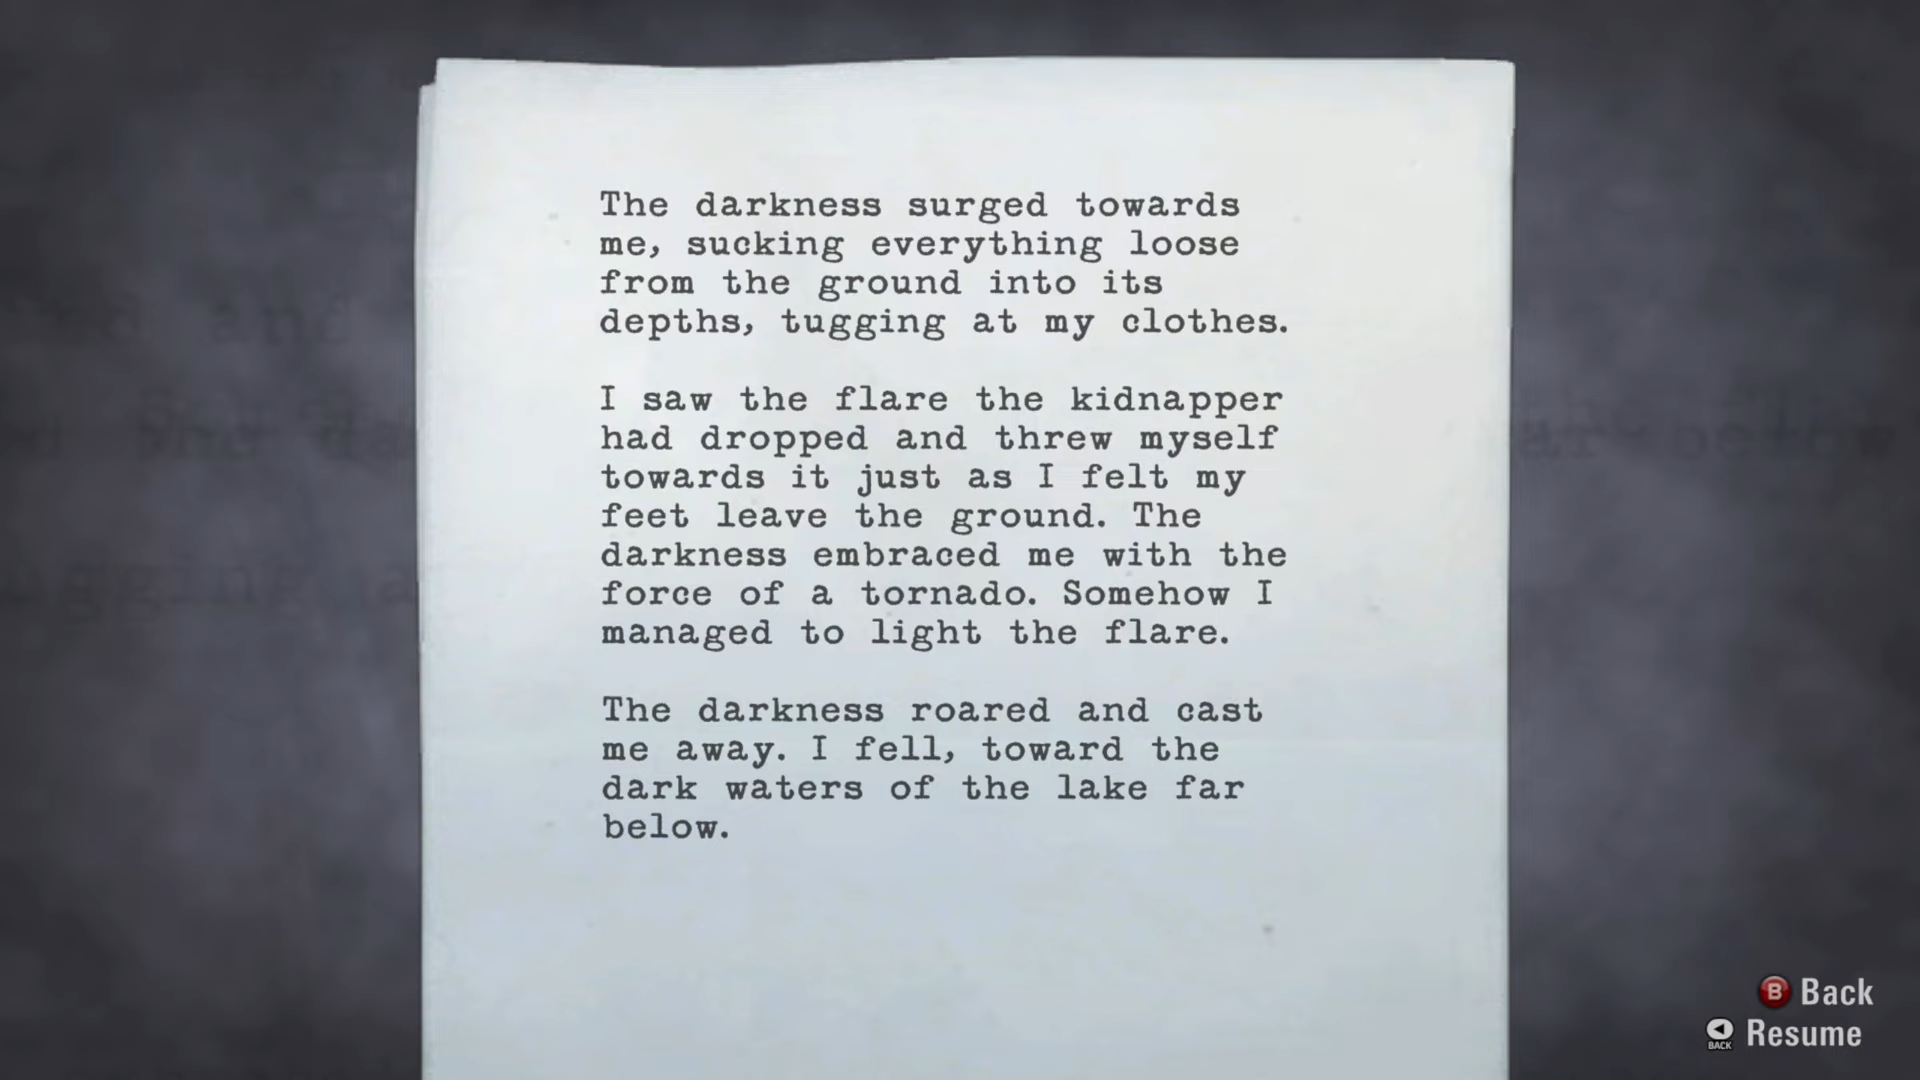 The darkness surged towards
me, sucking everything loose
from the ground into its
depths, tugging at my clothes.
I saw the flare the kidnapper
had dropped and threw myself
towards it just as I felt my
feet leave the ground. The
darkness embraced me with the
force of a tornado. Somehow I
managed to light the flare.
The darkness roared and cast
me away. I fell, toward the
dark waters of the lake far
below.
B Back
BACK Resume